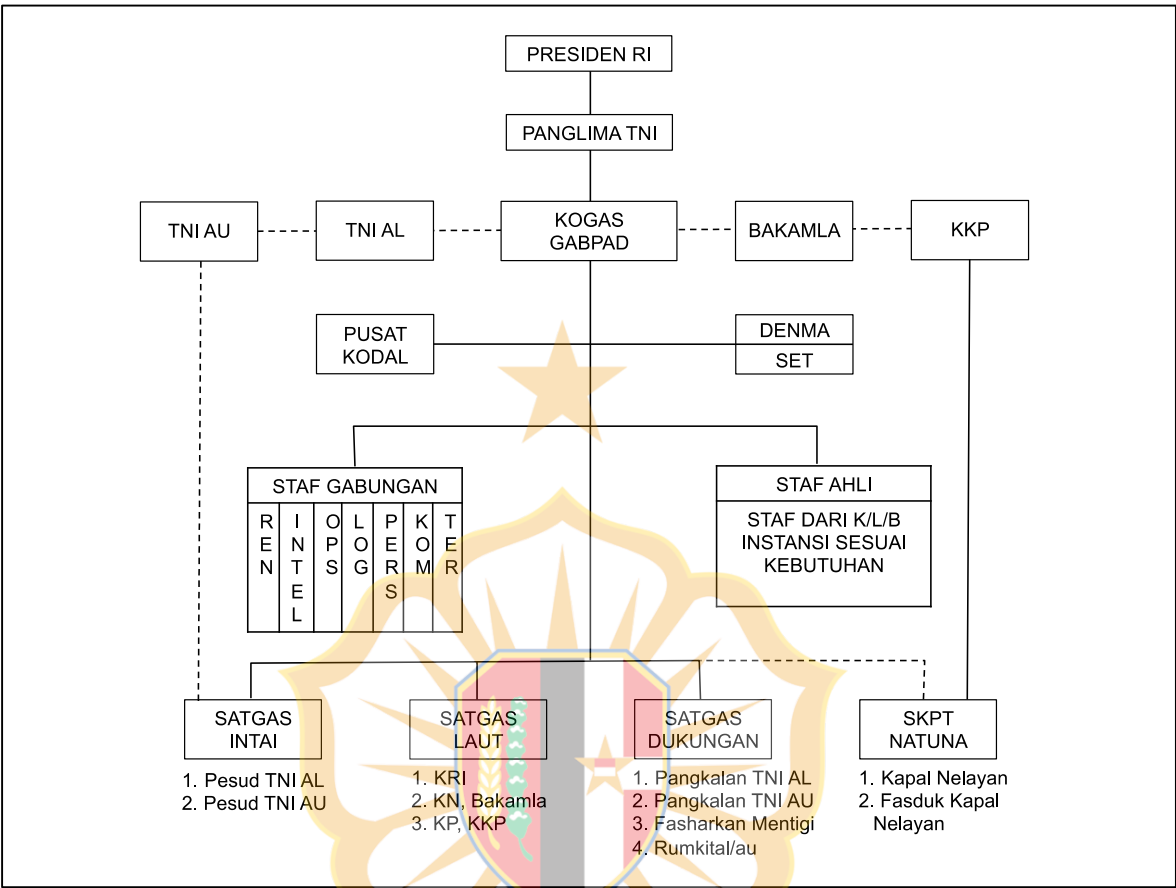 PRESIDEN RI
PANGLIMA TNI
TNI AU
TNI AL
KOGAS
GABPAD
BAKAMLA
KKP
PUSAT
KODAL
DENMA
SET
STAF GABUNGAN
REN
INTEL
OPS
LOG
PERS
KOM
TER
STAF AHLI
STAF DARI K/L/B
INSTANSI SESUAI
KEBUTUHAN
SATGAS
INTAI
1. Pesud TNI AL
2. Pesud TNI AU
SATGAS
LAUT
1. KRI
2. KN, Bakamla
3. KP, KKP
SATGAS
DUKUNGAN
1. Pangkalan TNI AL
2. Pangkalan TNI AU
3. Fasharkan Mentigi
4. Rumkital/au
SKPT
NATUNA
1. Kapal Nelayan
2. Fasduk Kapal
Nelayan